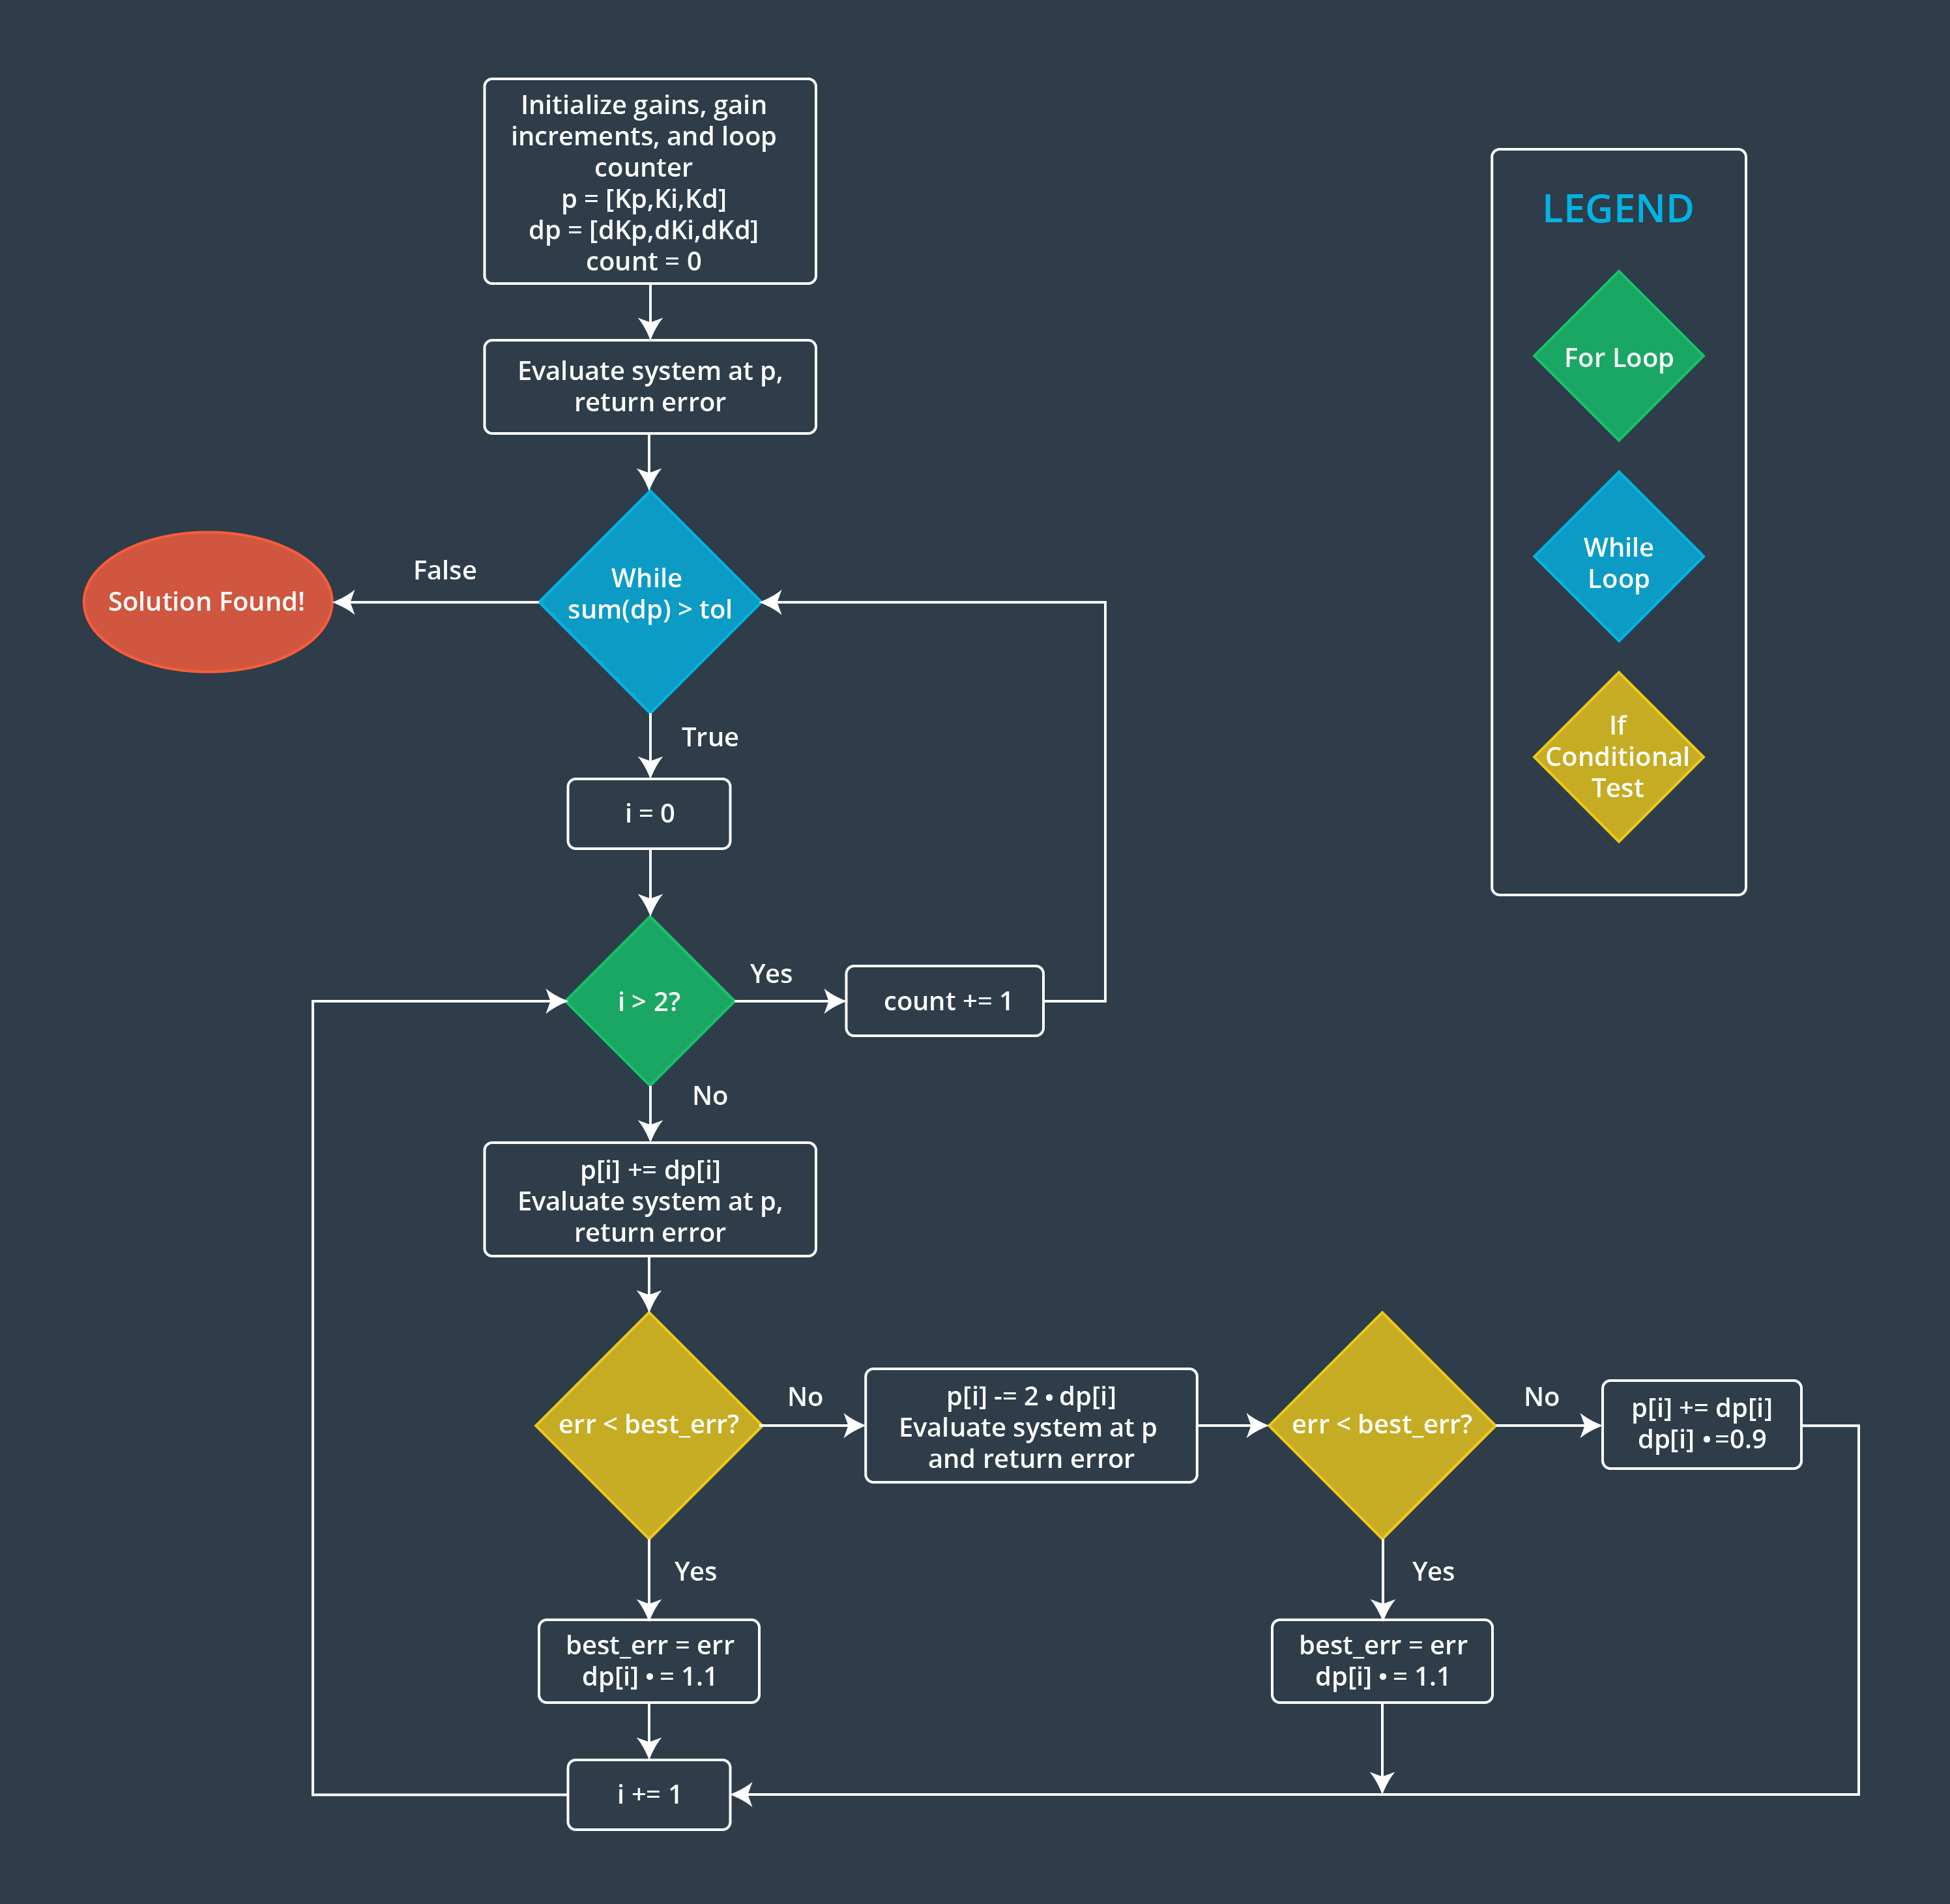 Initialize gains, gain
increments, and loop
counter
p = [Kp,Ki,Kd]
dp = [dKp,dKi,dKd]
count = 0
Evaluate system at p,
return error
While
sum(dp) > tol
False
Solution Found!
True
i = 0
i > 2?
Yes
count += 1
No
p[i] += dp[i]
Evaluate system at p,
return error
err < best_err?
No
p[i] -= 2 • dp[i]
Evaluate system at p
and return error
err < best_err?
No
p[i] += dp[i]
dp[i] •=0.9
Yes
best_err = err
dp[i] • = 1.1
Yes
best_err = err
dp[i] • = 1.1
i += 1
LEGEND
For Loop
While
Loop
If
Conditional
Test